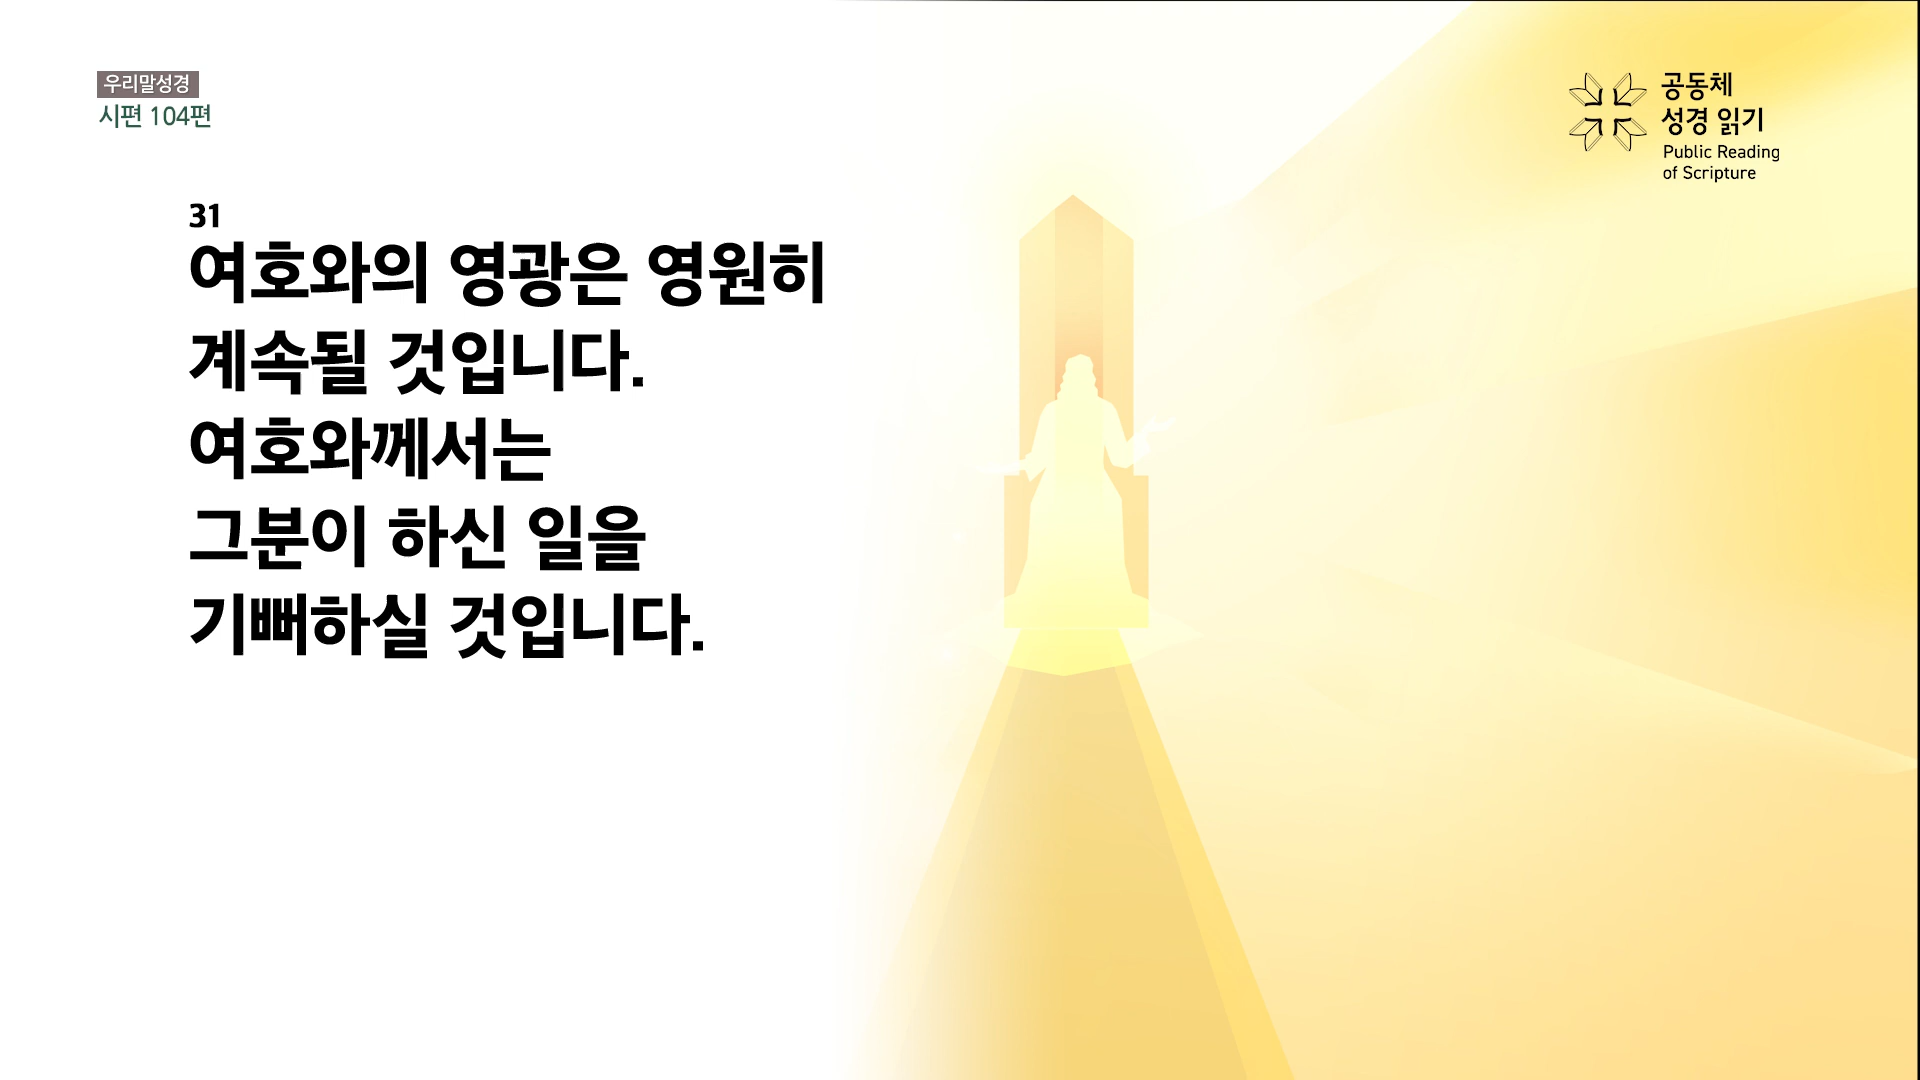 우리말성경
시편 104편
공동체
성경 읽기
Public Reading
of Scripture
31
여호와의 영광은 영원히
계속될 것입니다.
여호와께서는
그분이 하신 일을
기뻐하실 것입니다.